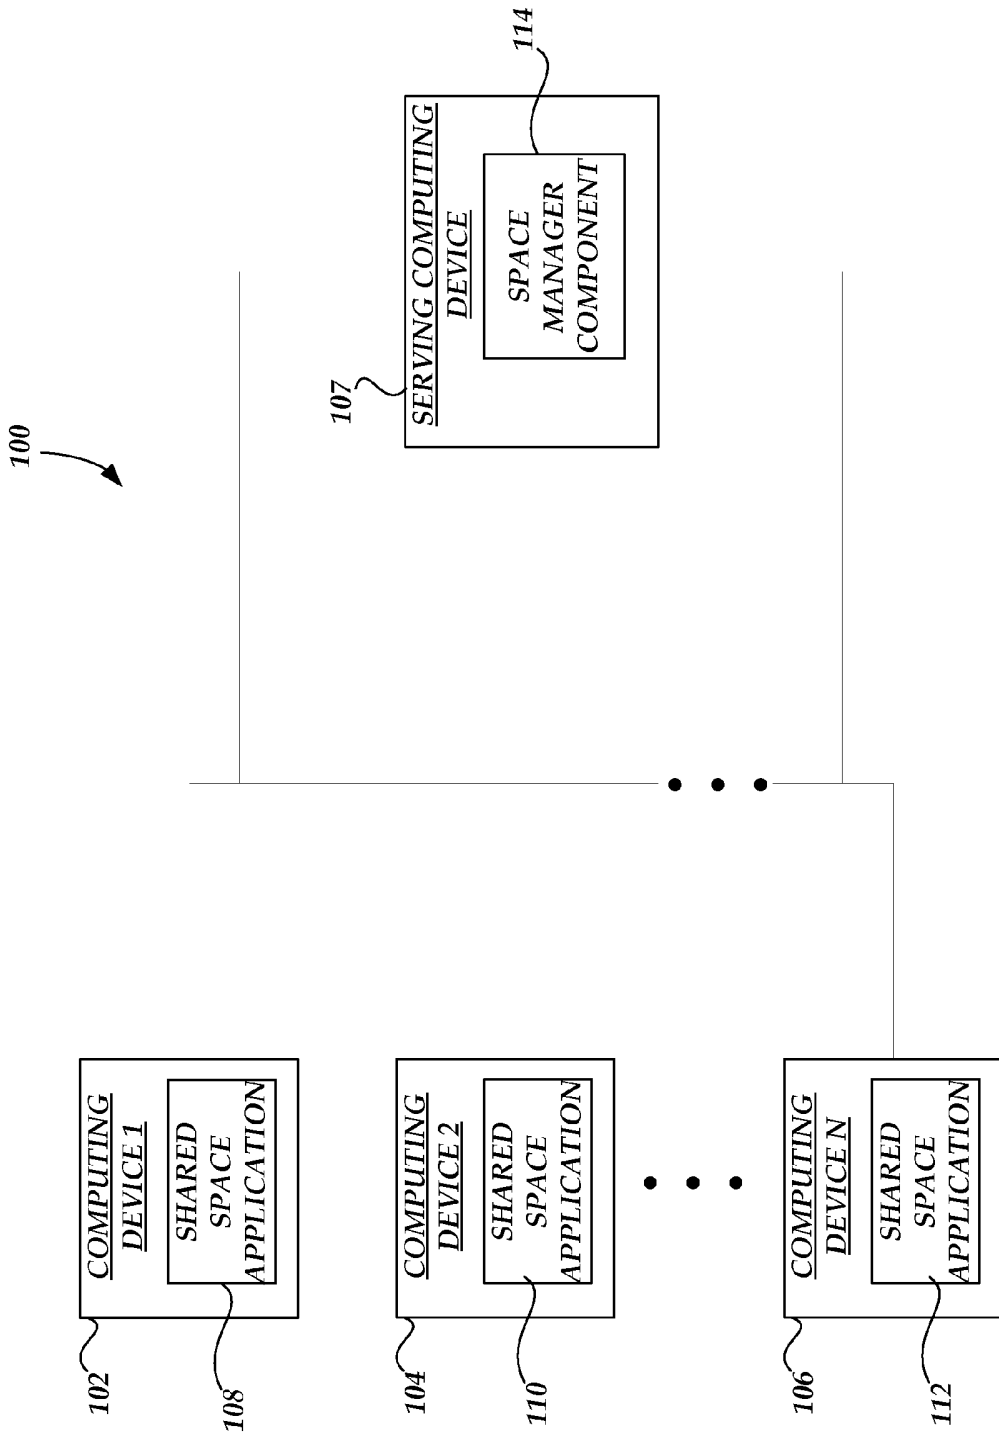 100
102
COMPUTING
DEVICE 1
SHARED
SPACE
APPLICATION
108
104
COMPUTING
DEVICE 2
SHARED
SPACE
APPLICATION
110
106
COMPUTING
DEVICE N
SHARED
SPACE
APPLICATION
112
107
SERVING COMPUTING
DEVICE
SPACE
MANAGER
COMPONENT
114